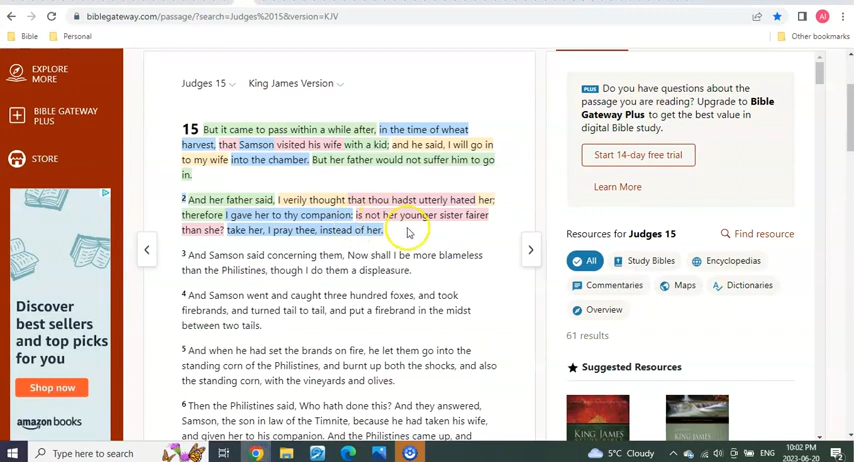 biblegateway.com/passage/?search=Judges%2015&version=KJV
Bible
Personal
Other bookmarks
EXPLORE
MORE
BIBLE GATEWAY
PLUS
STORE
Discover
best sellers
and top picks
for you
Shop now
amazon books
Judges 15
King James Version
15 But it came to pass within a while after, in the time of wheat
harvest, that Samson visited his wife with a kid; and he said, I will go in
to my wife into the chamber. But her father would not suffer him to go
in.
2 And her father said, I verily thought that thou hadst utterly hated her;
therefore I gave her to thy companion: is not her younger sister fairer
than she? take her, I pray thee, instead of her.
3 And Samson said concerning them, Now shall I be more blameless
than the Philistines, though I do them a displeasure.
4 And Samson went and caught three hundred foxes, and took
firebrands, and turned tail to tail, and put a firebrand in the midst
between two tails.
5 And when he had set the brands on fire, he let them go into the
standing corn of the Philistines, and burnt up both the shocks, and also
the standing corn, with the vineyards and olives.
6 Then the Philistines said, Who hath done this? And they answered,
Samson, the son in law of the Timnite, because he had taken his wife,
and given her to his companion. And the Philistines came up, and
PLUS Do you have questions about the
passage you are reading? Upgrade to Bible
Gateway Plus to get the best value in
digital Bible study.
Start 14-day free trial
Learn More
Resources for Judges 15
Find resource
All
Study Bibles
Encyclopedias
Commentaries
Maps
Dictionaries
Overview
61 results
Suggested Resources
KING JAMES
Type here to search
5°C Cloudy
ENG
10:02 PM
2023-06-20